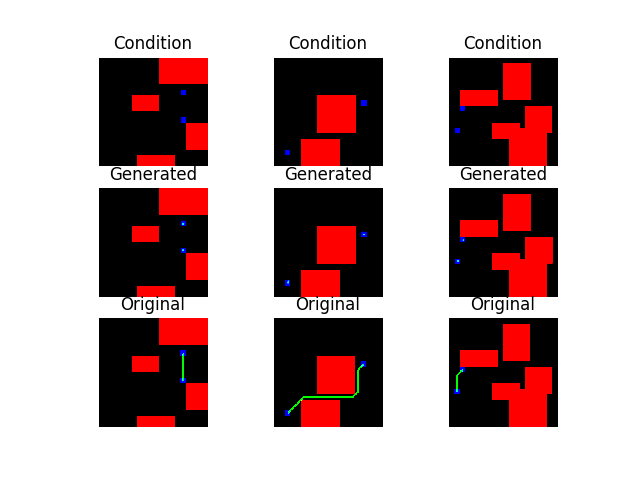 Condition Condition Condition
Generated Generated Generated
Original Original Original